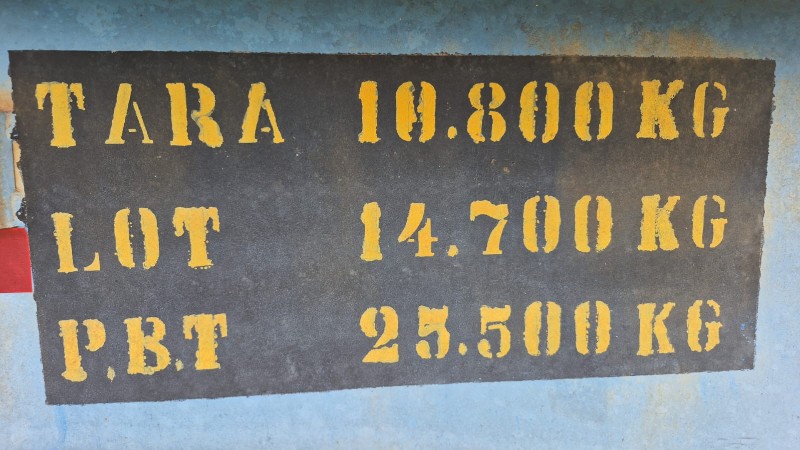 TARA 10.800 KG
LOT 14.700 KG
P.B.T 25.500 KG